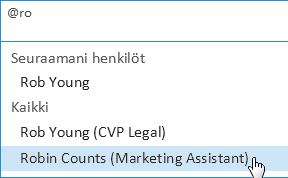 @ro
Seuraamani henkilöt
Rob Young
Kaikki
Rob Young (CVP Legal)
Robin Counts (Marketing Assistant)